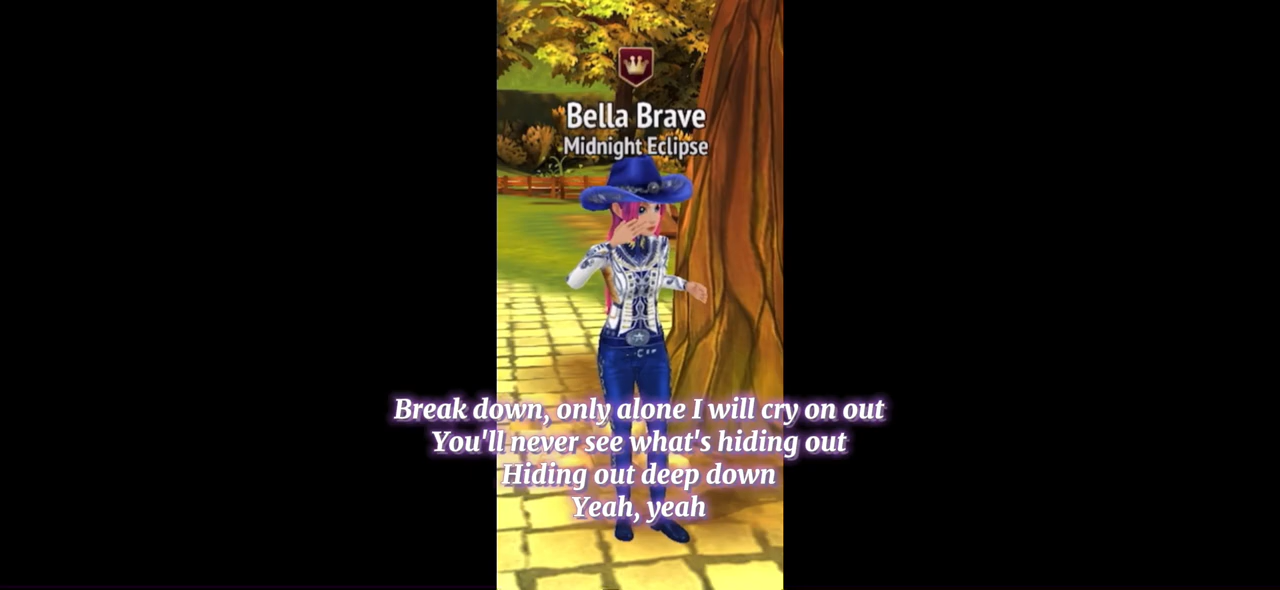 Bella Brave
Midnight Eclipse
Break down, only alone I will cry on out
You'll never see what's hiding out
Hiding out deep down
Yeah, yeah